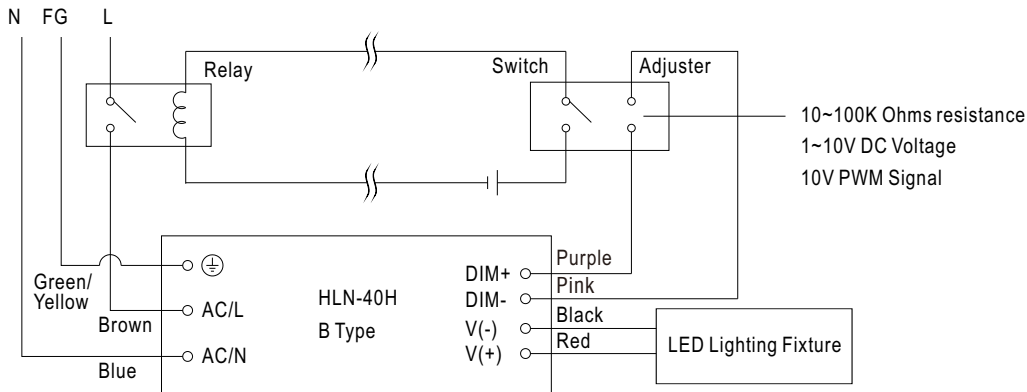 N FG L
Relay
Switch
Adjuster
10~100K Ohms resistance
1~10V DC Voltage
10V PWM Signal
Green/
Yellow
Brown
Blue
AC/L
AC/N
HLN-40H
B Type
DIM+
DIM-
V(-)
V(+)
Purple
Pink
Black
Red
LED Lighting Fixture